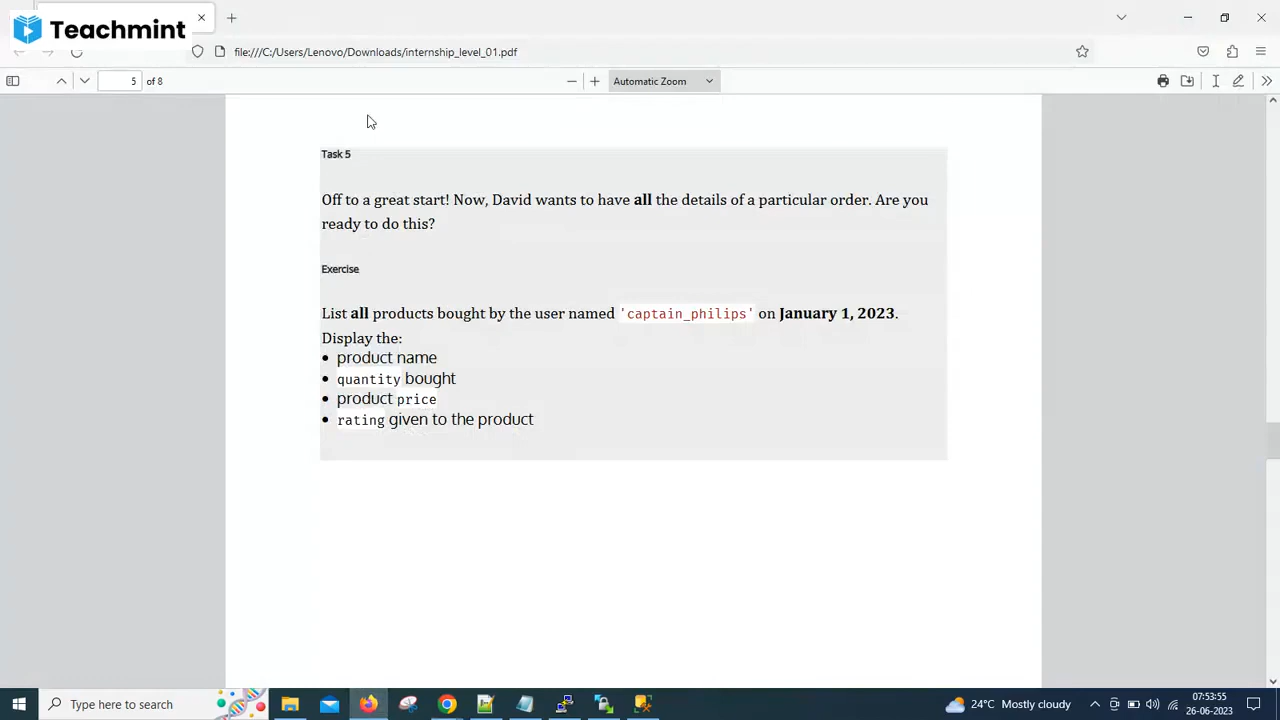 Teachmint
file:///C:/Users/Lenovo/Downloads/internship_level_01.pdf
5 of 8
Automatic Zoom
Task 5
Off to a great start! Now, David wants to have all the details of a particular order. Are you
ready to do this?
Exercise
List all products bought by the user named 'captain_philips' on January 1, 2023.
Display the:
• product name
• quantity bought
• product price
• rating given to the product
Type here to search
24°C Mostly cloudy
07:53:55
26-06-2023